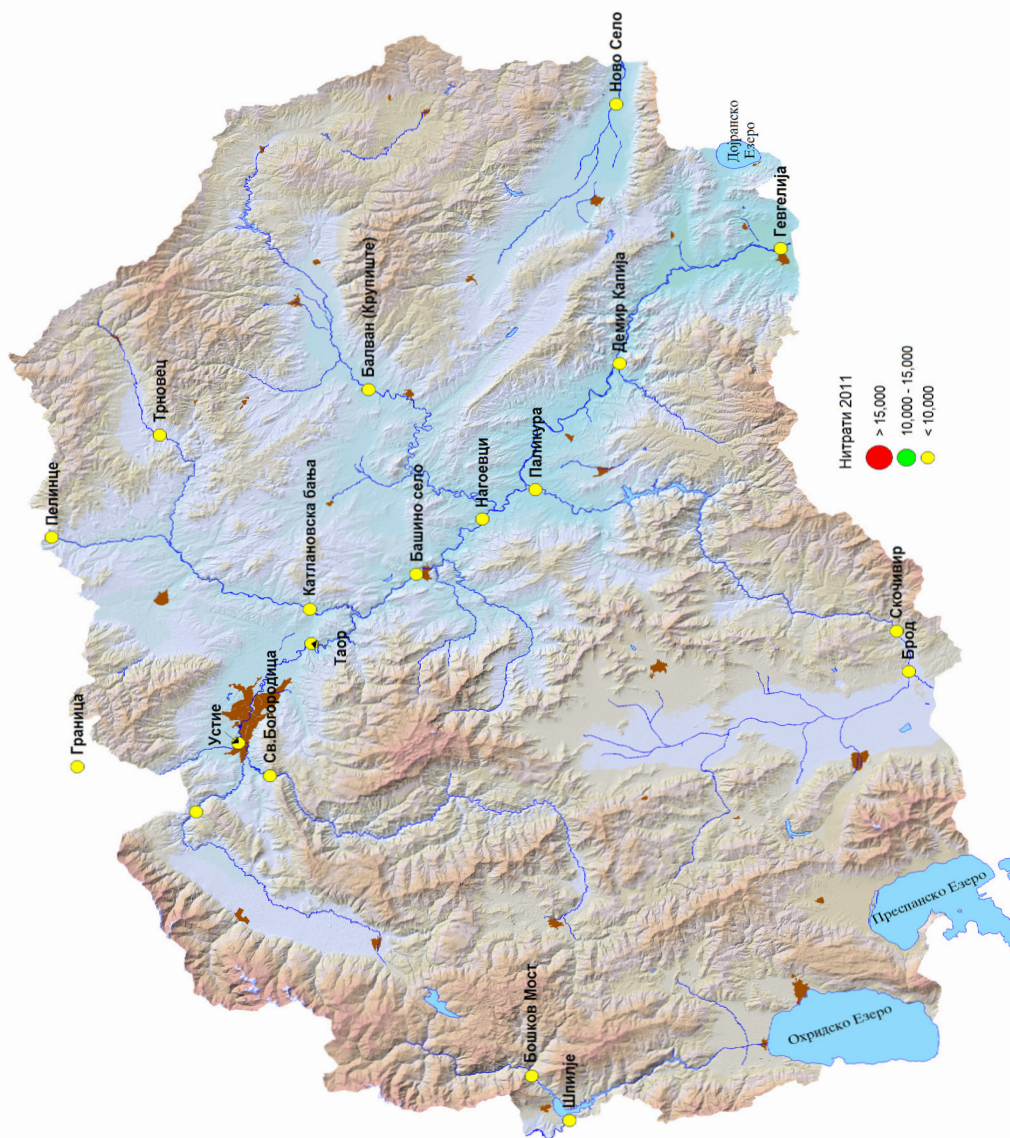 Граница
Пелинце
Трновец
Устие
Св.Богородица
Таор
Катлановска бања
Башино село
Балван (Крупиште)
Нагоевци
Паликура
Демир Капија
Ново Село
Дојранско
Езеро
Гевгелија
Скочивир
Брод
Бошков Мост
Шпилје
Охридско Езеро
Преспанско Езеро
Нитрати 2011
> 15,000
10,000 - 15,000
< 10,000